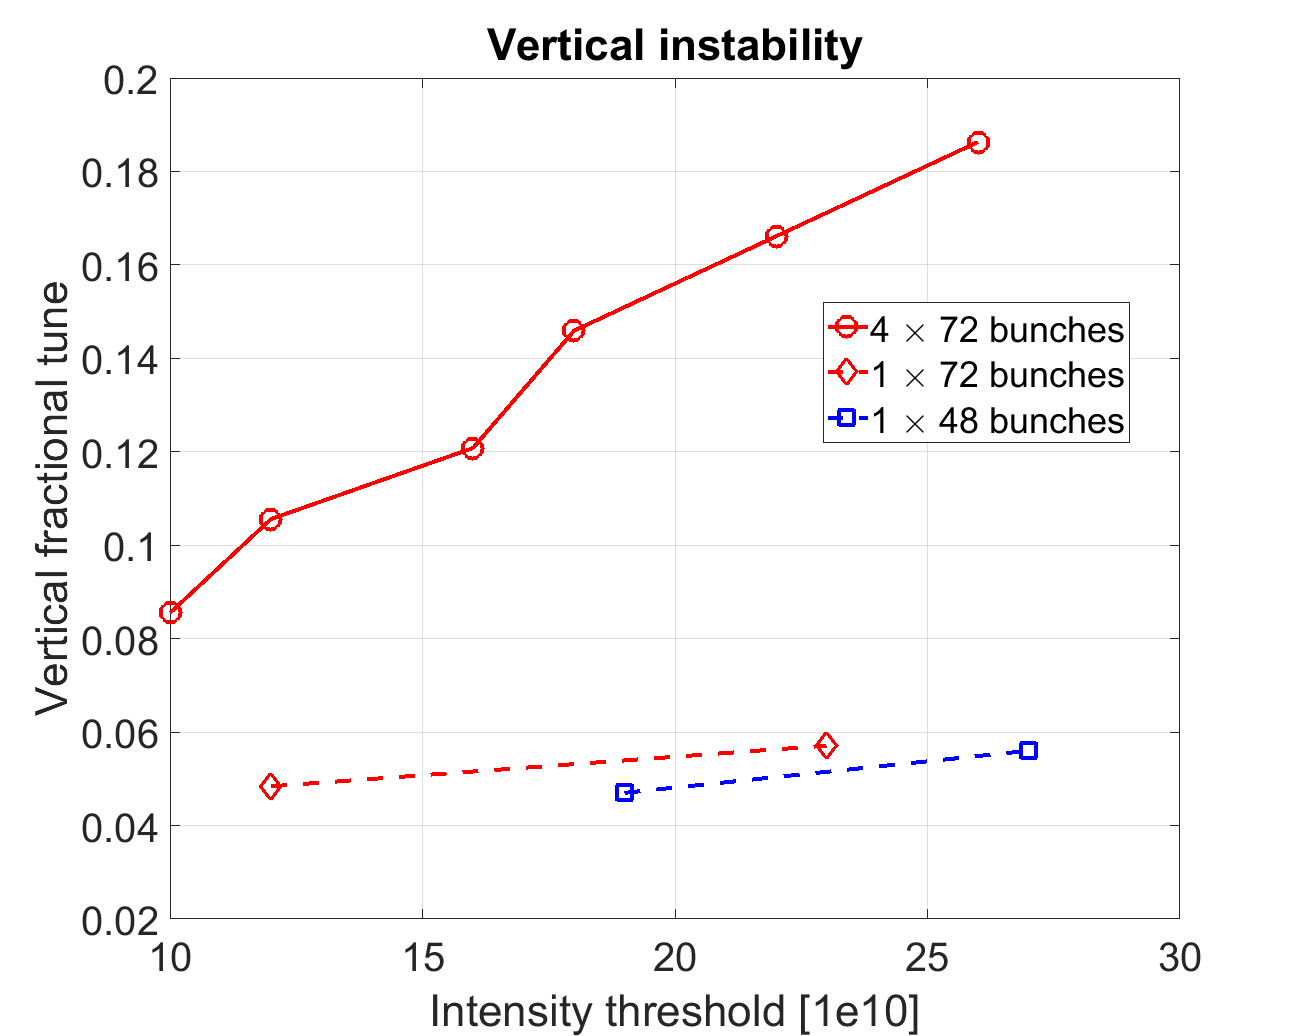 Vertical instability
0.2
0.18
0.16
0.14
0.12
0.1
0.08
0.06
0.04
0.02
Vertical fractional tune
4 × 72 bunches
1 × 72 bunches
1 × 48 bunches
10 15 20 25 30
Intensity threshold [1e10]